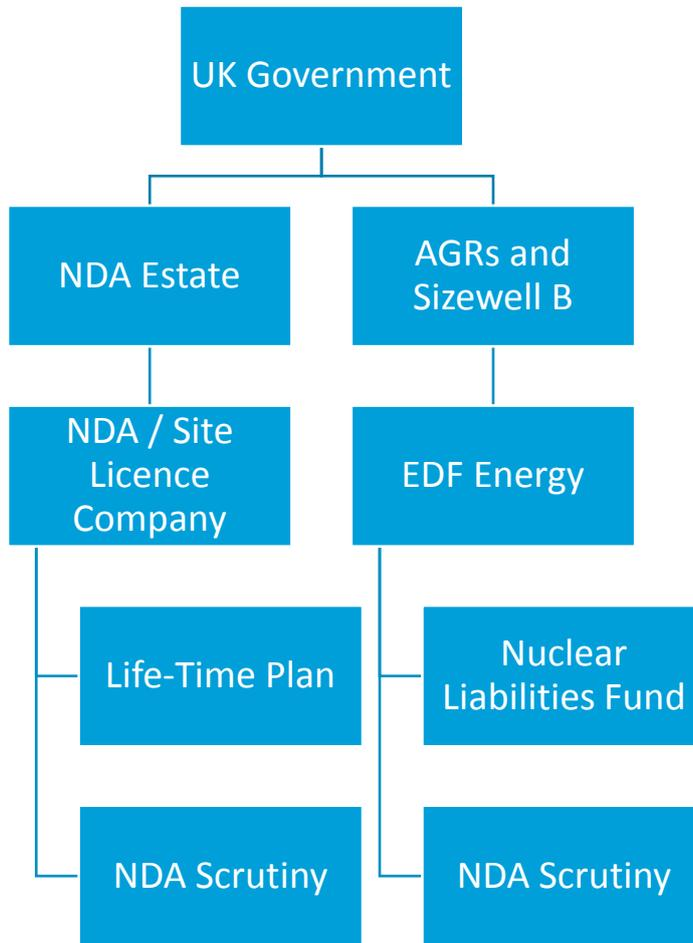 UK Government
NDA Estate
AGRs and
Sizewell B
NDA / Site
Licence
Company
EDF Energy
Life-Time Plan
Nuclear
Liabilities Fund
NDA Scrutiny
NDA Scrutiny